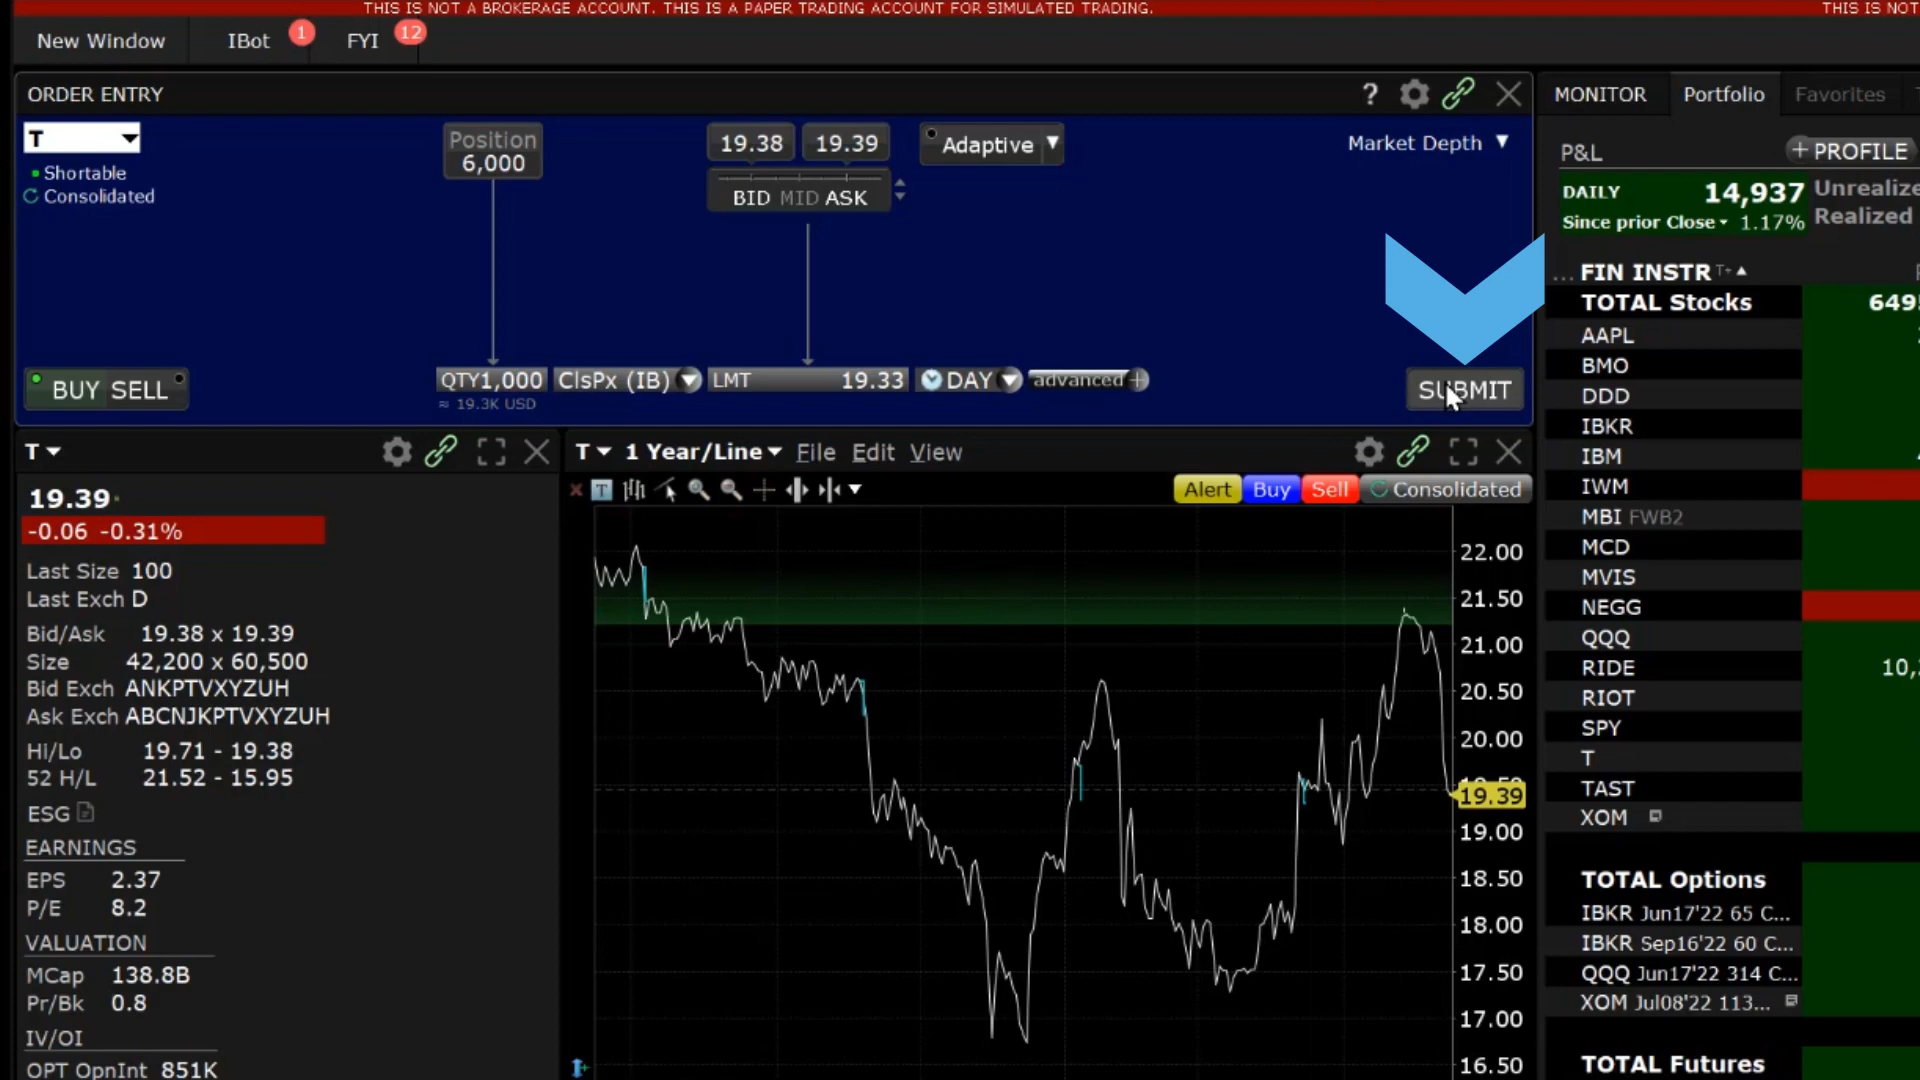 THIS IS NOT A BROKERAGE ACCOUNT. THIS IS A PAPER TRADING ACCOUNT FOR SIMULATED TRADING.
THIS IS NOT
New Window
IBot
1
FYI
12
ORDER ENTRY
?
T
Shortable
Consolidated
Position
6,000
19.38
19.39
BID MID ASK
Adaptive
Market Depth
BUY SELL
QTY 1,000
≈ 19.3K USD
ClsPx (IB)
LMT 19.33
DAY
advanced +
SUBMIT
MONITOR
Portfolio
Favorites
P&L
+ PROFILE
DAILY 14,937
Since prior Close 1.17%
Unrealize
Realized
... FIN INSTR
TOTAL Stocks
AAPL
BMO
DDD
IBKR
IBM
IWM
MBI FWB2
MCD
MVIS
NEGG
QQQ
RIDE 10,
RIOT
SPY
T
TAST
XOM
TOTAL Options
IBKR Jun17'22 65 C...
IBKR Sep16'22 60 C...
QQQ Jun17'22 314 C...
XOM Jul08'22 113...
TOTAL Futures
T
19.39
-0.06 -0.31%
Last Size 100
Last Exch D
Bid/Ask 19.38 x 19.39
Size 42,200 x 60,500
Bid Exch ANKPTVXYZUH
Ask Exch ABCNJKPTVXYZUH
Hi/Lo 19.71 - 19.38
52 H/L 21.52 - 15.95
ESG
EARNINGS
EPS 2.37
P/E 8.2
VALUATION
MCap 138.8B
Pr/Bk 0.8
IV/OI
OPT OpnInt 851K
T
1 Year/Line
File
Edit
View
T
Alert
Buy
Sell
Consolidated
22.00
21.50
21.00
20.50
20.00
19.39
19.00
18.50
18.00
17.50
17.00
16.50